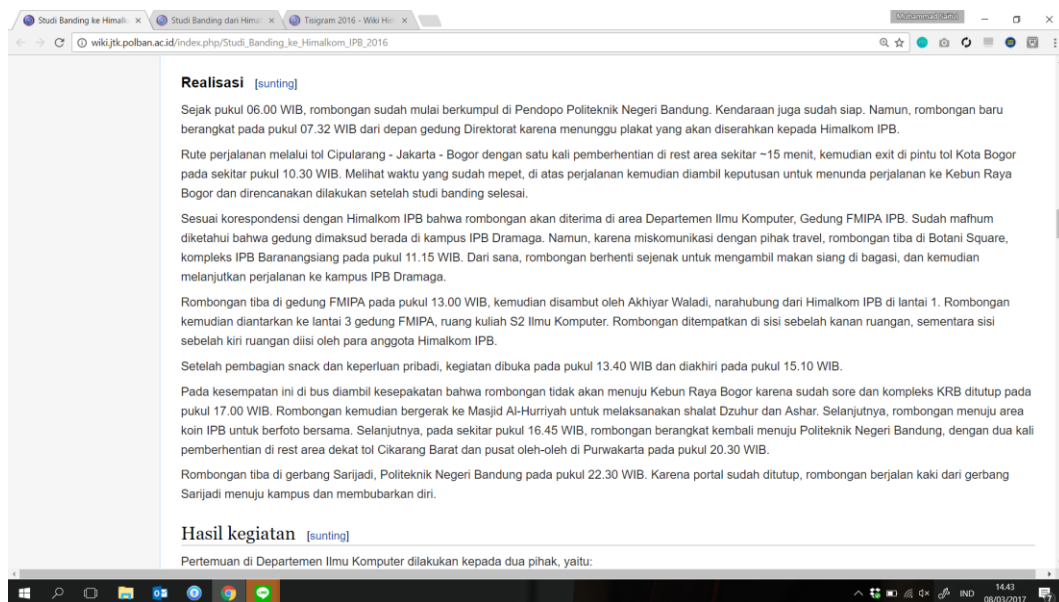 Studi Banding ke Himalk
Studi Banding dari Himat
Tisigram 2016 - Wiki Him
Muhammad Saiful
wiki.jtk.polban.ac.id/index.php/Studi_Banding_ke_Himalkom_IPB_2016
Realisasi [sunting]
Sejak pukul 06.00 WIB, rombongan sudah mulai berkumpul di Pendopo Politeknik Negeri Bandung. Kendaraan juga sudah siap. Namun, rombongan baru
berangkat pada pukul 07.32 WIB dari depan gedung Direktorat karena menunggu plakat yang akan diserahkan kepada Himalkom IPB.
Rute perjalanan melalui tol Cipularang - Jakarta - Bogor dengan satu kali pemberhentian di rest area sekitar ~15 menit, kemudian exit di pintu tol Kota Bogor
pada sekitar pukul 10.30 WIB. Melihat waktu yang sudah mepet, di atas perjalanan kemudian diambil keputusan untuk menunda perjalanan ke Kebun Raya
Bogor dan direncanakan dilakukan setelah studi banding selesai.
Sesuai korespondensi dengan Himalkom IPB bahwa rombongan akan diterima di area Departemen Ilmu Komputer, Gedung FMIPA IPB. Sudah mafhum
diketahui bahwa gedung dimaksud berada di kampus IPB Dramaga. Namun, karena miskomunikasi dengan pihak travel, rombongan tiba di Botani Square,
kompleks IPB Baranangsiang pada pukul 11.15 WIB. Dari sana, rombongan berhenti sejenak untuk mengambil makan siang di bagasi, dan kemudian
melanjutkan perjalanan ke kampus IPB Dramaga.
Rombongan tiba di gedung FMIPA pada pukul 13.00 WIB, kemudian disambut oleh Akhiyar Waladi, narahubung dari Himalkom IPB di lantai 1. Rombongan
kemudian diantarkan ke lantai 3 gedung FMIPA, ruang kuliah S2 Ilmu Komputer. Rombongan ditempatkan di sisi sebelah kanan ruangan, sementara sisi
sebelah kiri ruangan diisi oleh para anggota Himalkom IPB.
Setelah pembagian snack dan keperluan pribadi, kegiatan dibuka pada pukul 13.40 WIB dan diakhiri pada pukul 15.10 WIB.
Pada kesempatan ini di bus diambil kesepakatan bahwa rombongan tidak akan menuju Kebun Raya Bogor karena sudah sore dan kompleks KRB ditutup pada
pukul 17.00 WIB. Rombongan kemudian bergerak ke Masjid Al-Hurriyah untuk melaksanakan shalat Dzuhur dan Ashar. Selanjutnya, rombongan menuju area
koin IPB untuk berfoto bersama. Selanjutnya, pada sekitar pukul 16.45 WIB, rombongan berangkat kembali menuju Politeknik Negeri Bandung, dengan dua kali
pemberhentian di rest area dekat tol Cikarang Barat dan pusat oleh-oleh di Purwakarta pada pukul 20.30 WIB.
Rombongan tiba di gerbang Sarijadi, Politeknik Negeri Bandung pada pukul 22.30 WIB. Karena portal sudah ditutup, rombongan berjalan kaki dari gerbang
Sarijadi menuju kampus dan membubarkan diri.
Hasil kegiatan [sunting]
Pertemuan di Departemen Ilmu Komputer dilakukan kepada dua pihak, yaitu:
IND
14.43
08/03/2017